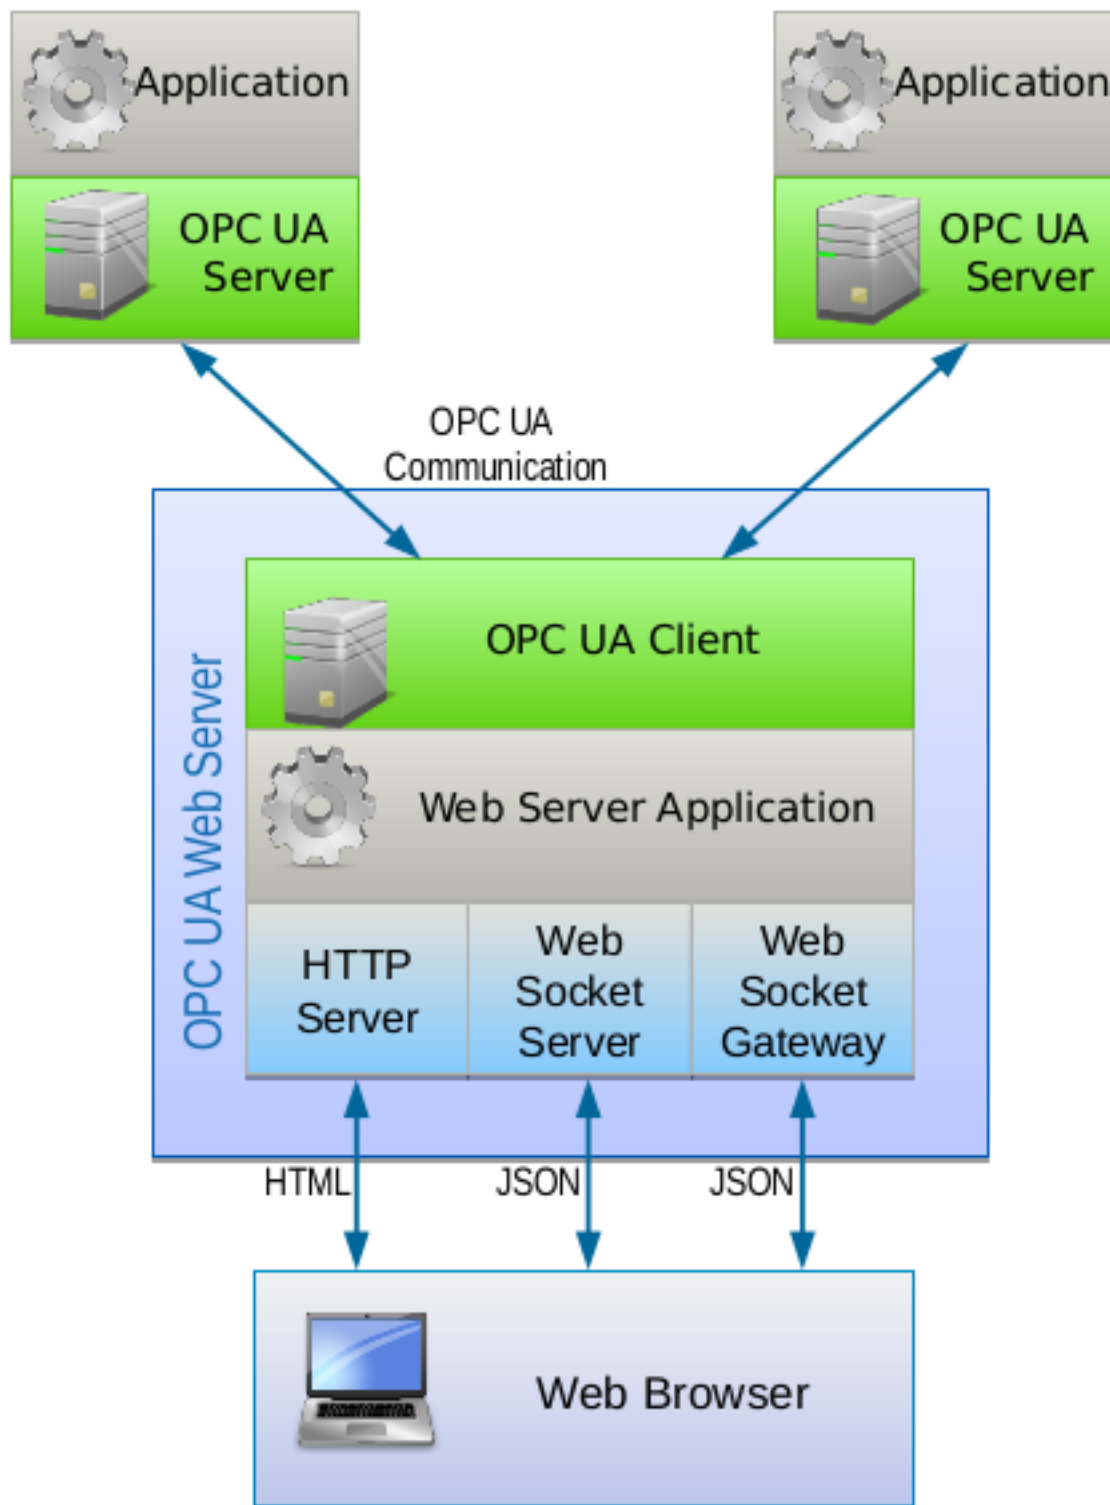 Application
Application
OPC UA
Server
OPC UA
Server
OPC UA
Communication
OPC UA Web Server
OPC UA Client
Web Server Application
HTTP
Server
Web
Socket
Server
Web
Socket
Gateway
HTML
JSON
JSON
Web Browser